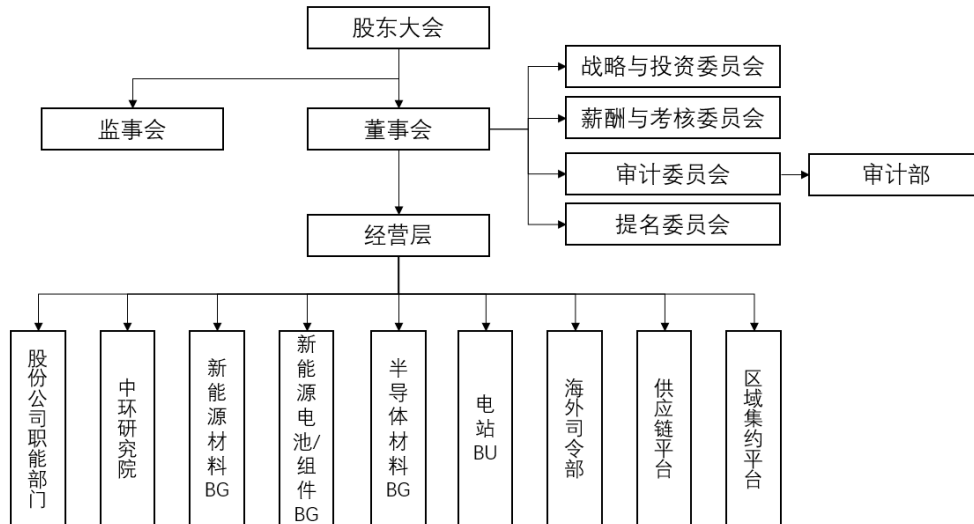 股东大会
战略与投资委员会
监事会
董事会
薪酬与考核委员会
审计委员会
审计部
提名委员会
经营层
股份公司职能部门
中环研究院
新能源材料BG
新能源电池/组件BG
半导体材料BG
电站BU
海外司令部
供应链平台
区域集约平台